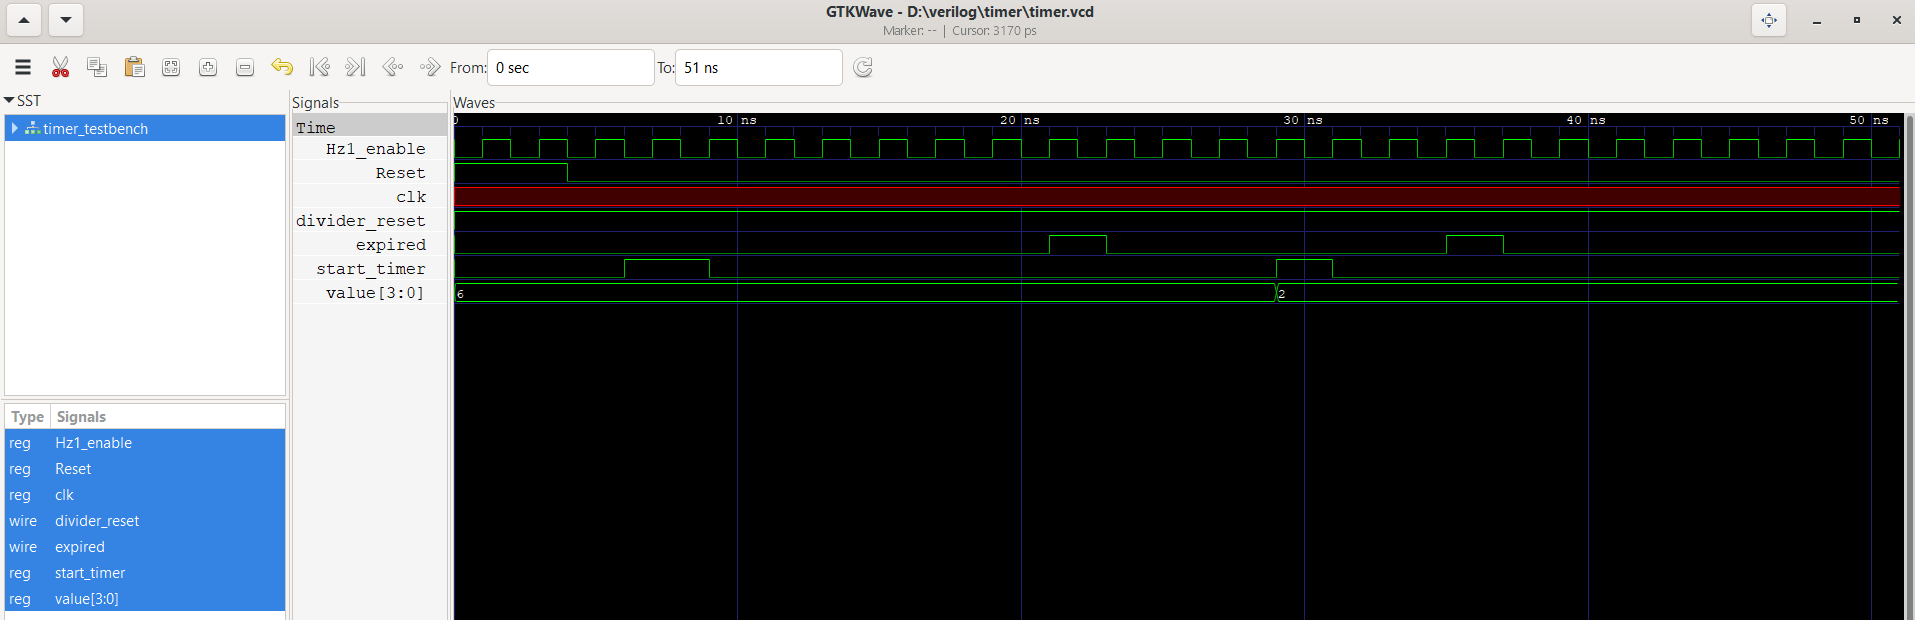 GTKWave - D:\verilog\timer\timer.vcd
Marker: -- | Cursor: 3170 ps
From: 0 sec To: 51 ns
SST
timer_testbench
Type Signals
reg Hz1_enable
reg Reset
reg clk
wire divider_reset
wire expired
reg start_timer
reg value[3:0]
Signals
Time
Hz1_enable
Reset
clk
divider_reset
expired
start_timer
value[3:0]
Waves
0 10 ns 20 ns 30 ns 40 ns 50 ns
6 2